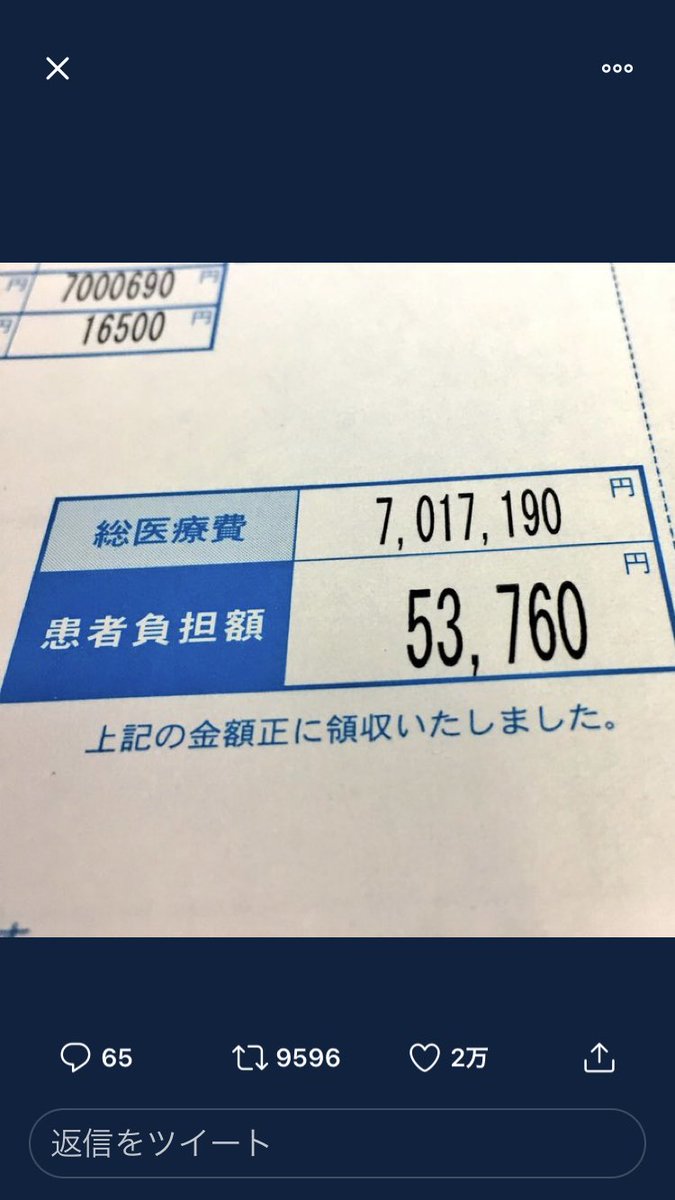 7000690 円
16500 円
総医療費 7,017,190 円
患者負担額 53,760 円
上記の金額正に領収いたしました。
65 9596 2万
返信をツイート